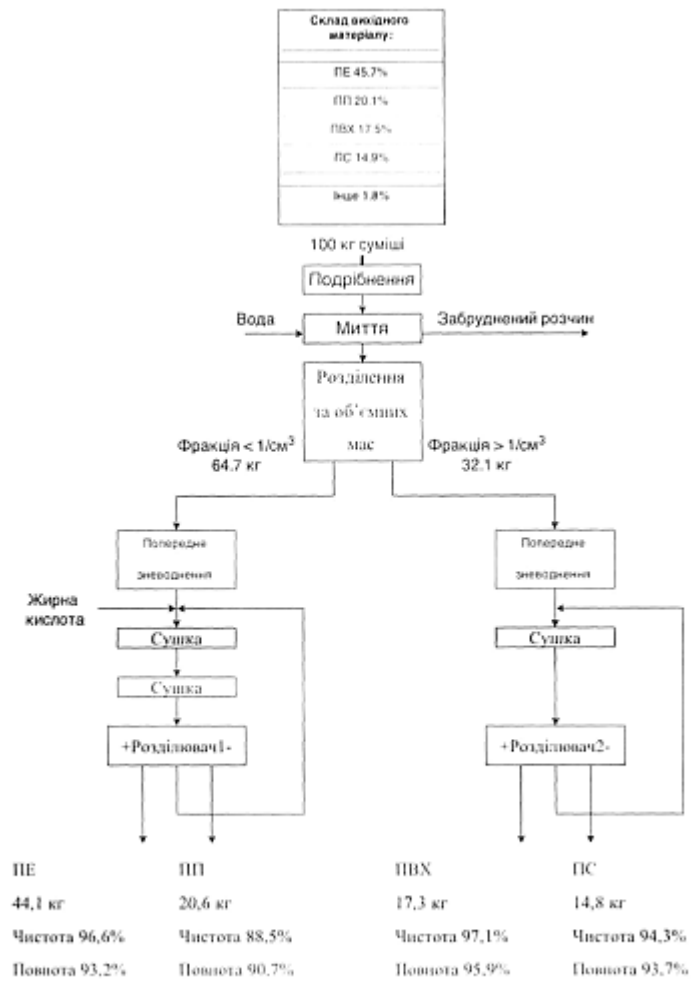 Склад вихідного
матеріалу:
ПЕ 45.7%
ПП 20.1%
ПВХ 17.5%
ПС 14.9%
Інше 1.8%
100 кг суміші
Подрібнення
Вода
Миття
Забруднений розчин
Розділення
за об’ємних
мас
Фракція < 1/см³
64.7 кг
Фракція > 1/см³
32.1 кг
Попереднє
зневоднення
Попереднє
зневоднення
Жирна
кислота
Сушка
Сушка
Сушка
+Розділювач1-
+Розділювач2-
ПЕ ПП ПВХ ПС
44,1 кг 20,6 кг 17,3 кг 14,8 кг
Чистота 96,6% Чистота 88,5% Чистота 97,1% Чистота 94,3%
Повнота 93,2% Повнота 90,7% Повнота 95,9% Повнота 93,7%